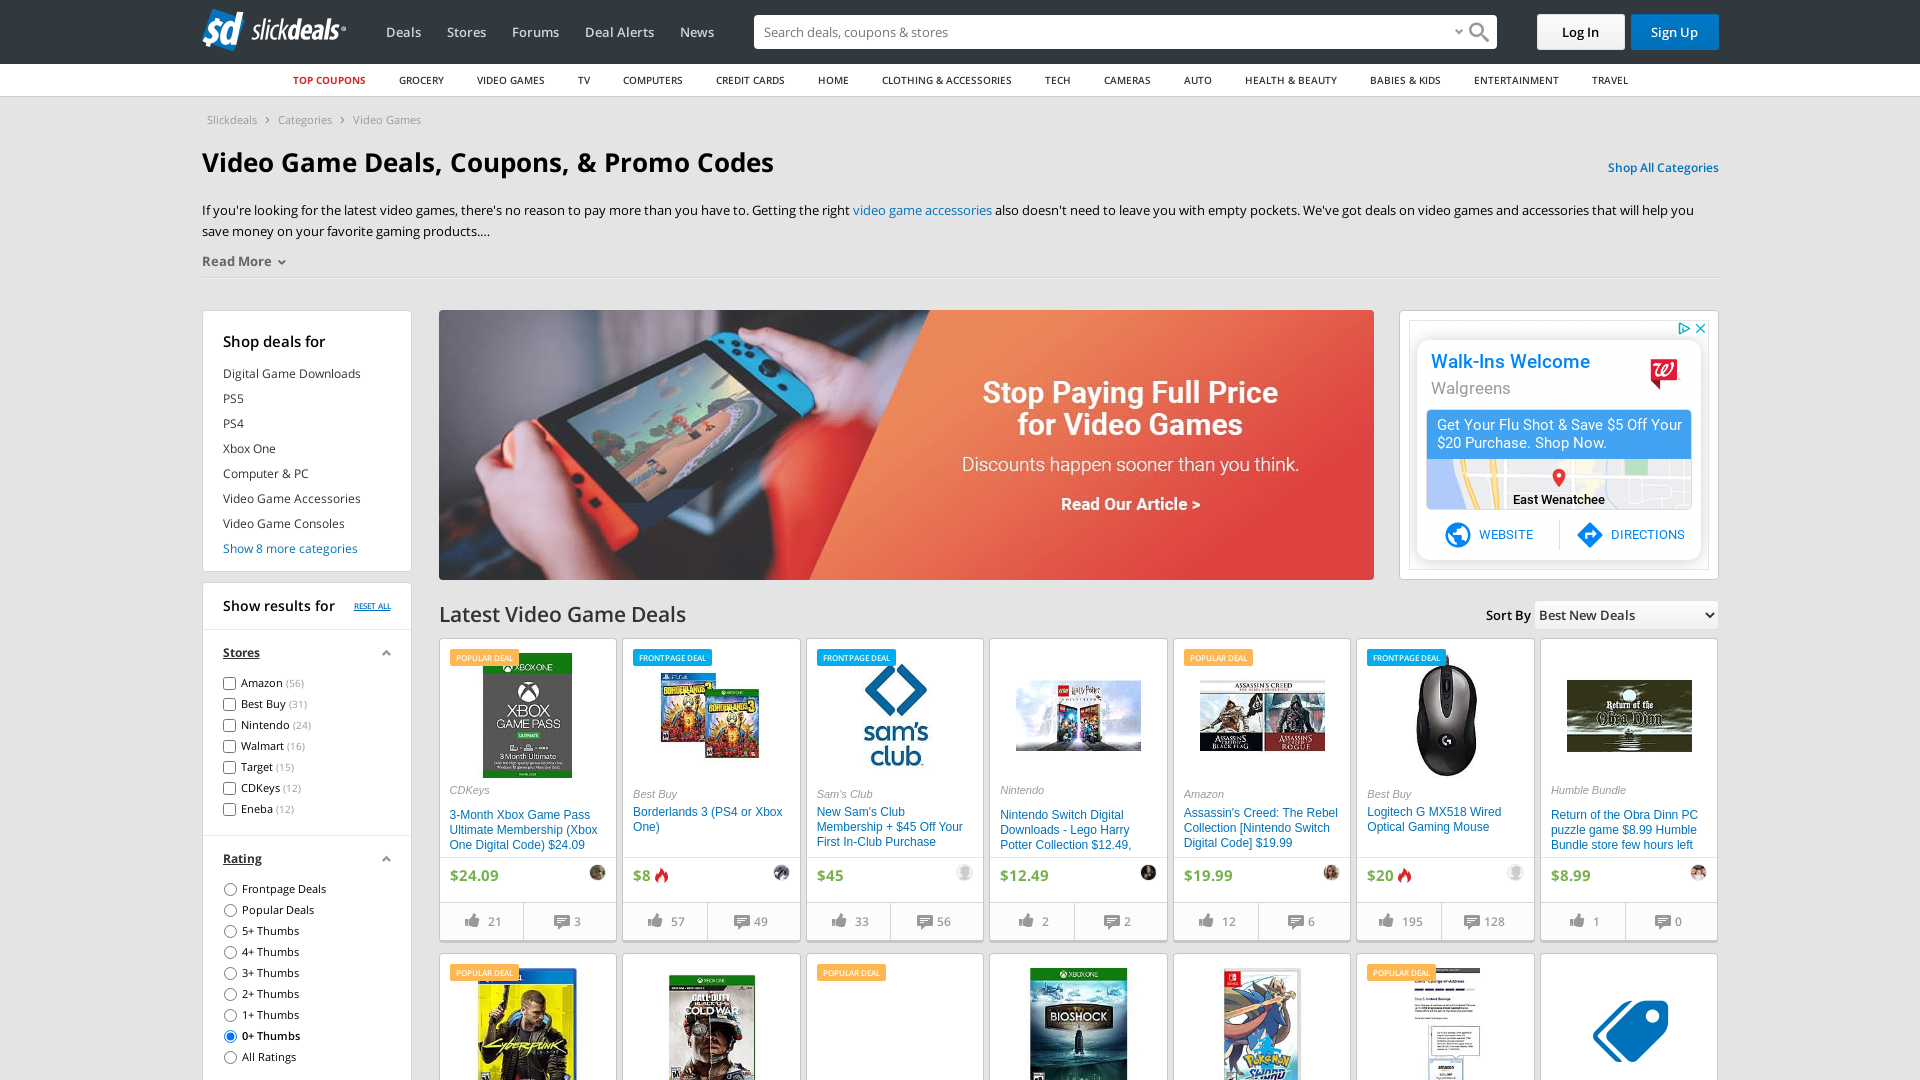 sd slickdeals
Deals
Stores
Forums
Deal Alerts
News
Search deals, coupons & stores
Log In
Sign Up
TOP COUPONS
GROCERY
VIDEO GAMES
TV
COMPUTERS
CREDIT CARDS
HOME
CLOTHING & ACCESSORIES
TECH
CAMERAS
AUTO
HEALTH & BEAUTY
BABIES & KIDS
ENTERTAINMENT
TRAVEL
Slickdeals > Categories > Video Games
Video Game Deals, Coupons, & Promo Codes
Shop All Categories
If you're looking for the latest video games, there's no reason to pay more than you have to. Getting the right video game accessories also doesn't need to leave you with empty pockets. We've got deals on video games and accessories that will help you
save money on your favorite gaming products....
Read More
Shop deals for
Digital Game Downloads
PS5
PS4
Xbox One
Computer & PC
Video Game Accessories
Video Game Consoles
Show 8 more categories
Show results for
RESET ALL
Stores
Amazon (56)
Best Buy (31)
Nintendo (24)
Walmart (16)
Target (15)
CDKeys (12)
Eneba (12)
Rating
Frontpage Deals
Popular Deals
5+ Thumbs
4+ Thumbs
3+ Thumbs
2+ Thumbs
1+ Thumbs
0+ Thumbs
All Ratings
Stop Paying Full Price
for Video Games
Discounts happen sooner than you think.
Read Our Article >
Walk-Ins Welcome
Walgreens
Get Your Flu Shot & Save $5 Off Your
$20 Purchase. Shop Now.
East Wenatchee
WEBSITE
DIRECTIONS
Latest Video Game Deals
Sort By
Best New Deals
POPULAR DEAL
XBOX ONE
XBOX
GAME PASS
ULTIMATE
3 Month Ultimate
CDKeys
3-Month Xbox Game Pass
Ultimate Membership (Xbox
One Digital Code) $24.09
$24.09
21
3
FRONTPAGE DEAL
BORDERLANDS 3
BORDERLANDS 3
Best Buy
Borderlands 3 (PS4 or Xbox
One)
$8
57
49
FRONTPAGE DEAL
sam's
club
Sam's Club
New Sam's Club
Membership + $45 Off Your
First In-Club Purchase
$45
33
56
Harry Potter
Nintendo
Nintendo Switch Digital
Downloads - Lego Harry
Potter Collection $12.49,
$12.49
2
2
POPULAR DEAL
ASSASSIN'S CREED
ASSASSIN'S
BLACK FLAG
ASSASSIN'S
ROGUE
Amazon
Assassin's Creed: The Rebel
Collection [Nintendo Switch
Digital Code] $19.99
$19.99
12
6
FRONTPAGE DEAL
Best Buy
Logitech G MX518 Wired
Optical Gaming Mouse
$20
195
128
Return of the
Obra Dinn
Humble Bundle
Return of the Obra Dinn PC
puzzle game $8.99 Humble
Bundle store few hours left
$8.99
1
0
POPULAR DEAL
Cyberpunk
XBOX ONE
CALL OF DUTY
BLACK OPS
COLD WAR
POPULAR DEAL
XBOX ONE
BIOSHOCK
Pokémon
SWORD
POPULAR DEAL
amazon